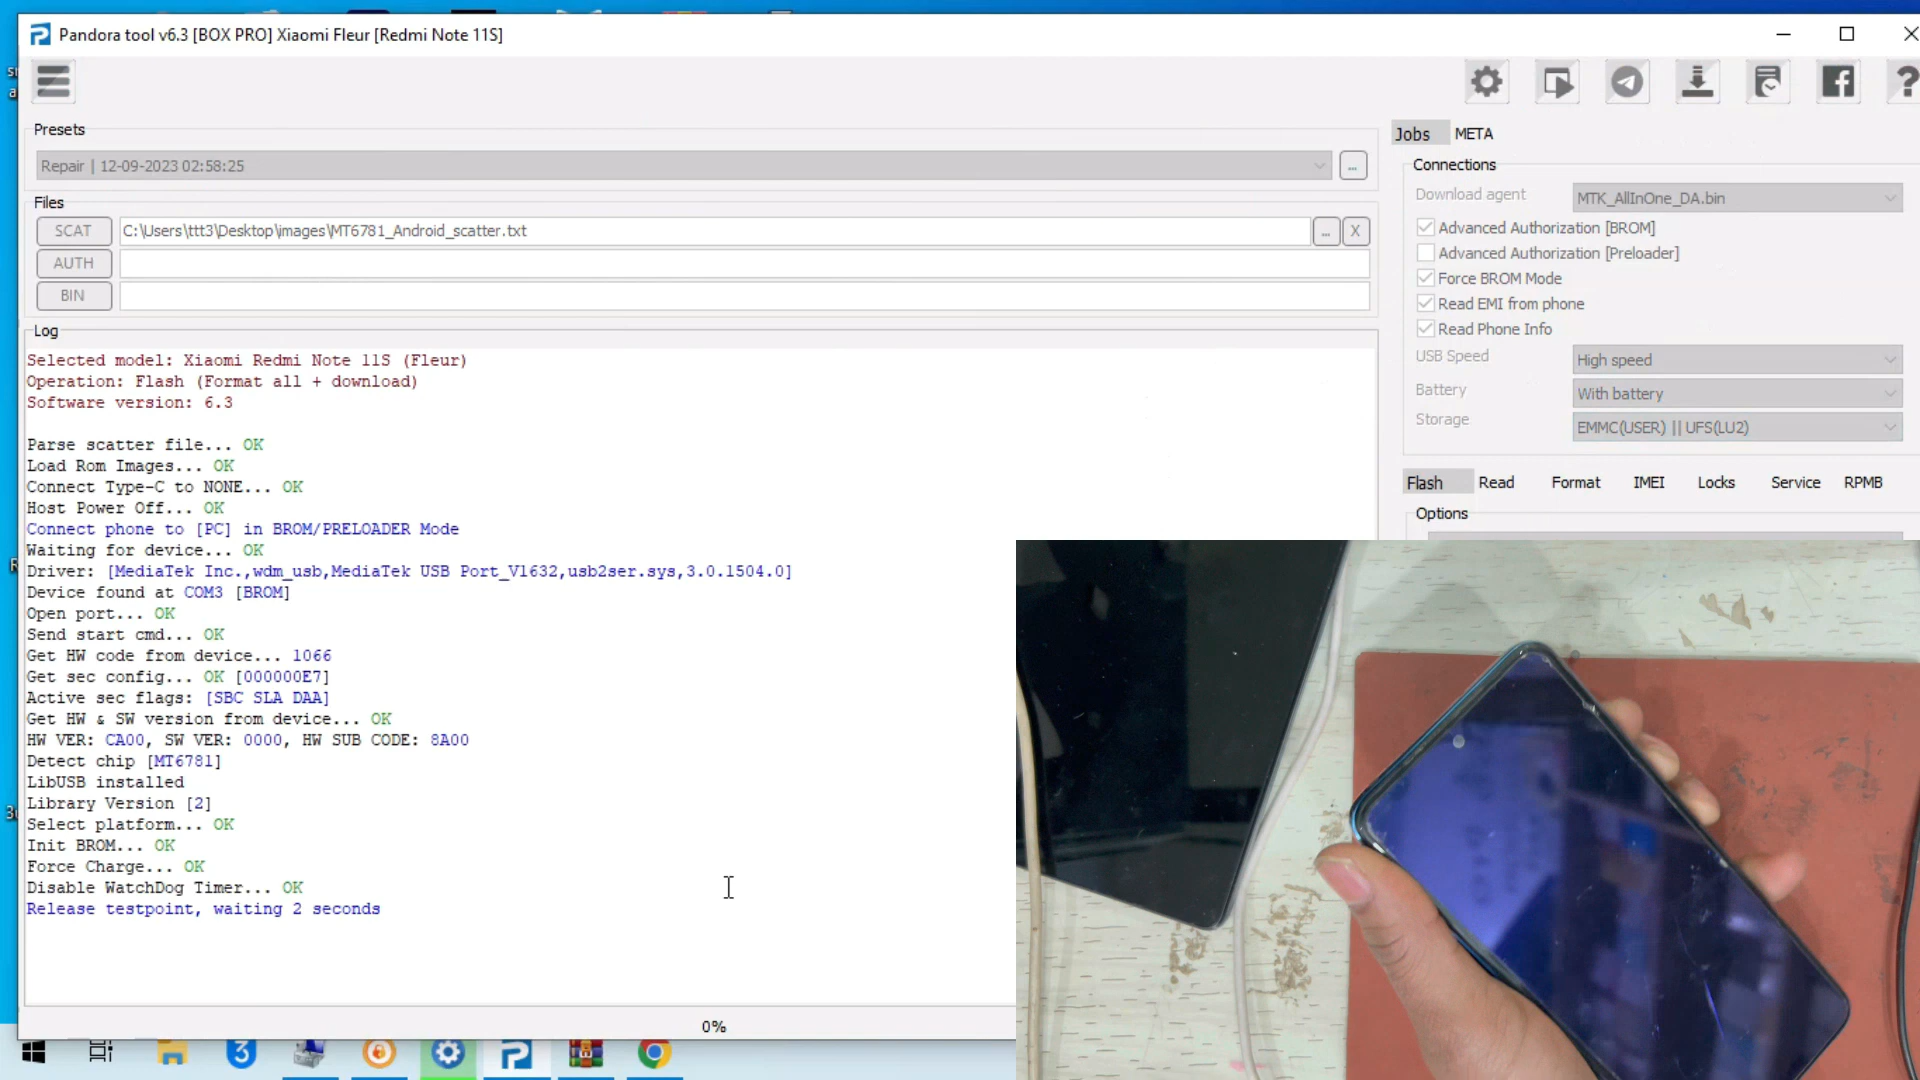 Pandora tool v6.3 [BOX PRO] Xiaomi Fleur [Redmi Note 11S]
Presets
Repair | 12-09-2023 02:58:25
...
Files
SCAT C:\Users\ttt3\Desktop\images\MT6781_Android_scatter.txt ... X
AUTH
BIN
Log
Selected model: Xiaomi Redmi Note 11S (Fleur)
Operation: Flash (Format all + download)
Software version: 6.3
Parse scatter file... OK
Load Rom Images... OK
Connect Type-C to NONE... OK
Host Power Off... OK
Connect phone to [PC] in BROM/PRELOADER Mode
Waiting for device... OK
Driver: [MediaTek Inc.,wdm_usb,MediaTek USB Port_V1632,usb2ser.sys,3.0.1504.0]
Device found at COM3 [BROM]
Open port... OK
Send start cmd... OK
Get HW code from device... 1066
Get sec config... OK [000000E7]
Active sec flags: [SBC SLA DAA]
Get HW & SW version from device... OK
HW VER: CA00, SW VER: 0000, HW SUB CODE: 8A00
Detect chip [MT6781]
LibUSB installed
Library Version [2]
Select platform... OK
Init BROM... OK
Force Charge... OK
Disable WatchDog Timer... OK
Release testpoint, waiting 2 seconds
0%
Jobs META
Connections
Download agent MTK_AllInOne_DA.bin
Advanced Authorization [BROM]
Advanced Authorization [Preloader]
Force BROM Mode
Read EMI from phone
Read Phone Info
USB Speed High speed
Battery With battery
Storage EMMC(USER) || UFS(LU2)
Flash Read Format IMEI Locks Service RPMB
Options